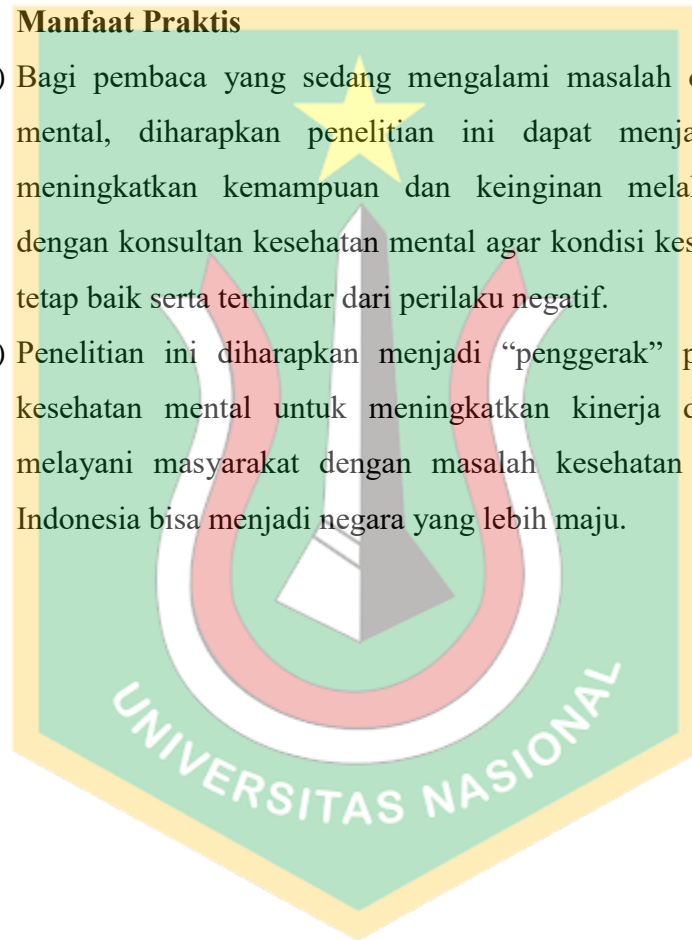 Manfaat Praktis
) Bagi pembaca yang sedang mengalami masalah
mental, diharapkan penelitian ini dapat
meningkatkan kemampuan dan keinginan
dengan konsultan kesehatan mental agar kondisi
tetap baik serta terhindar dari perilaku negatif.
) Penelitian ini diharapkan menjadi “penggerak”
kesehatan mental untuk meningkatkan kinerja
melayani masyarakat dengan masalah kesehatan
Indonesia bisa menjadi negara yang lebih maju.
UNIVERSITAS NASIONAL